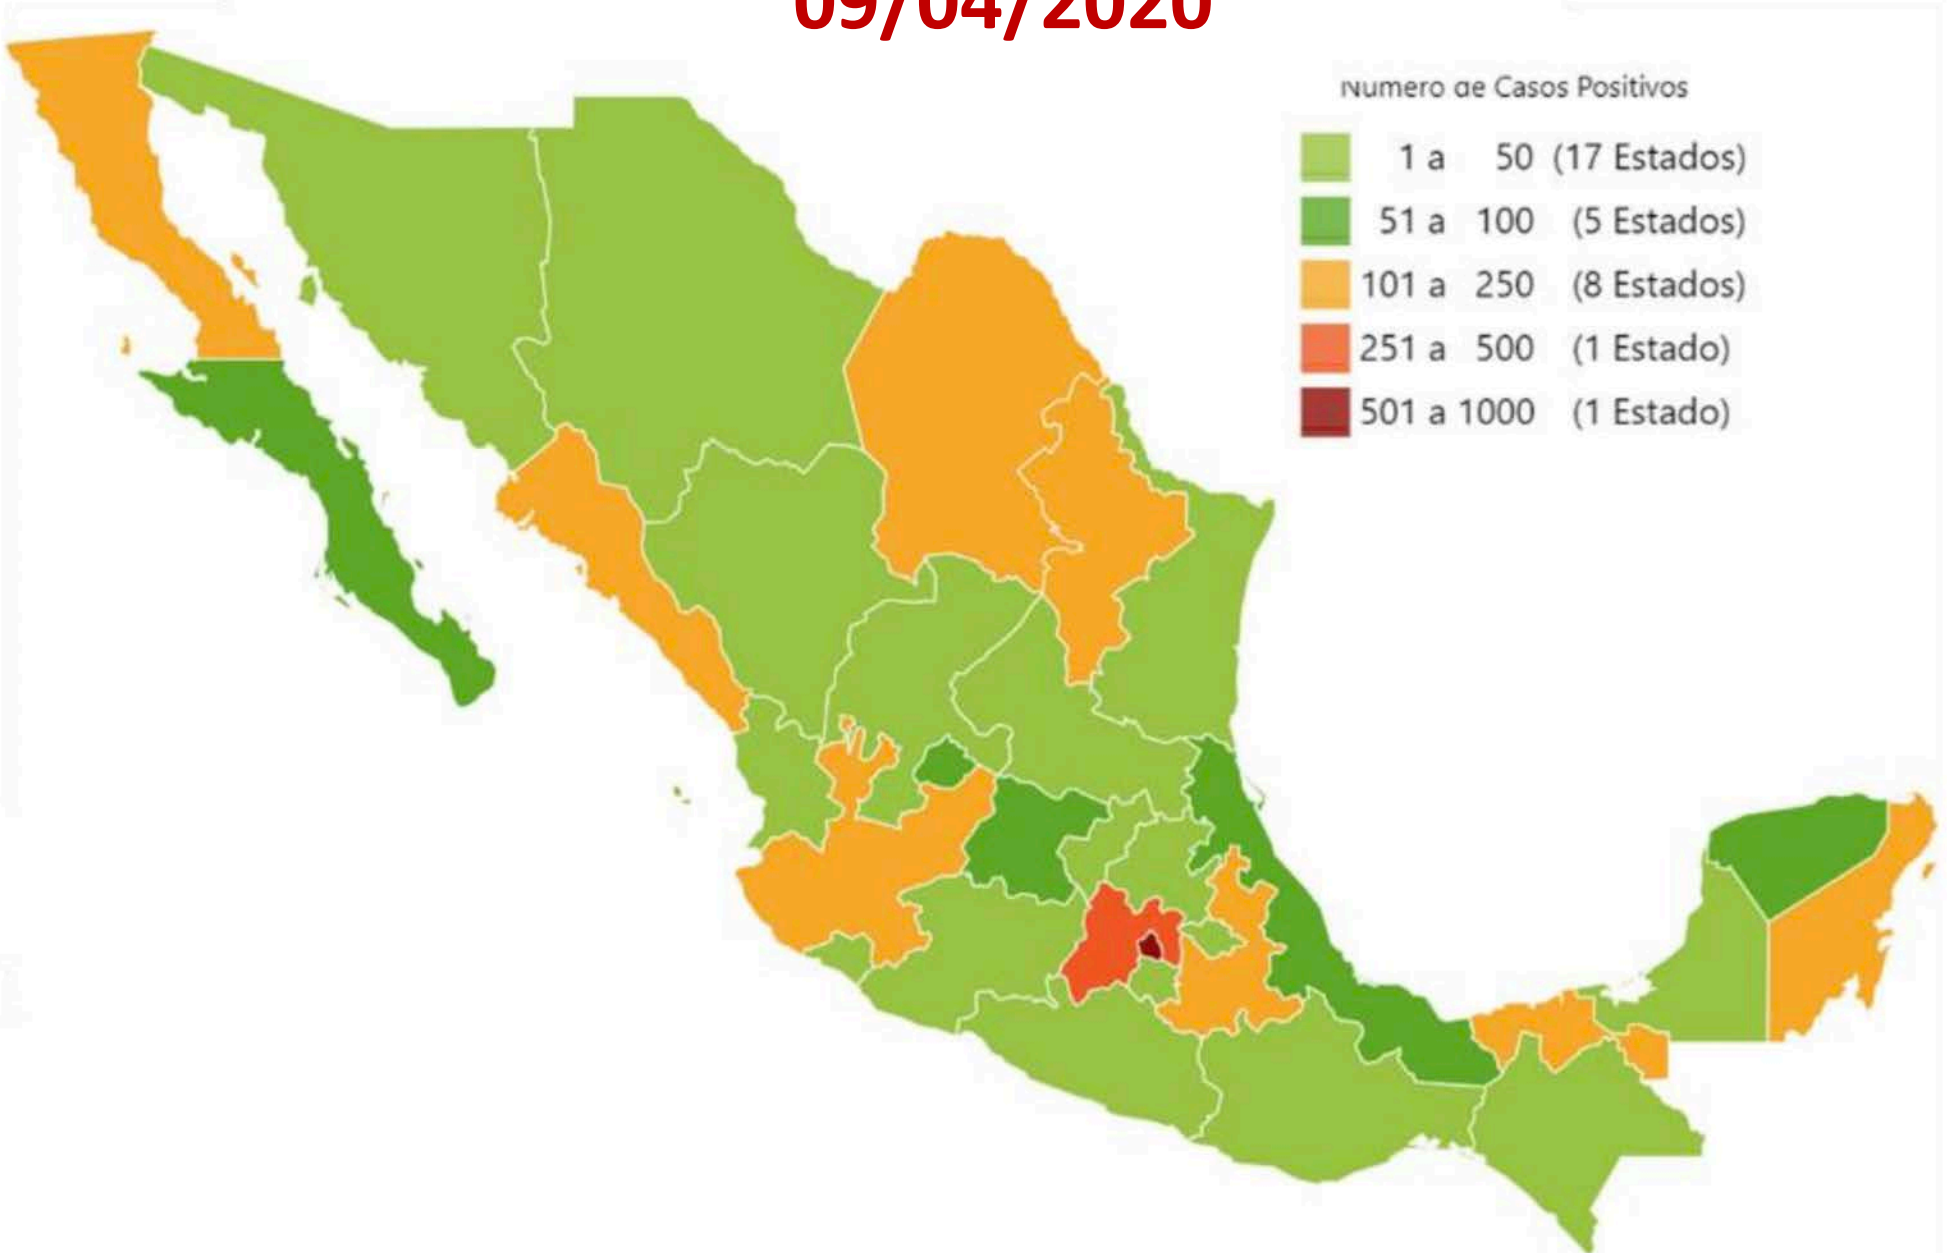 09/04/2020
Numero de Casos Positivos
1 a 50 (17 Estados)
51 a 100 (5 Estados)
101 a 250 (8 Estados)
251 a 500 (1 Estado)
501 a 1000 (1 Estado)